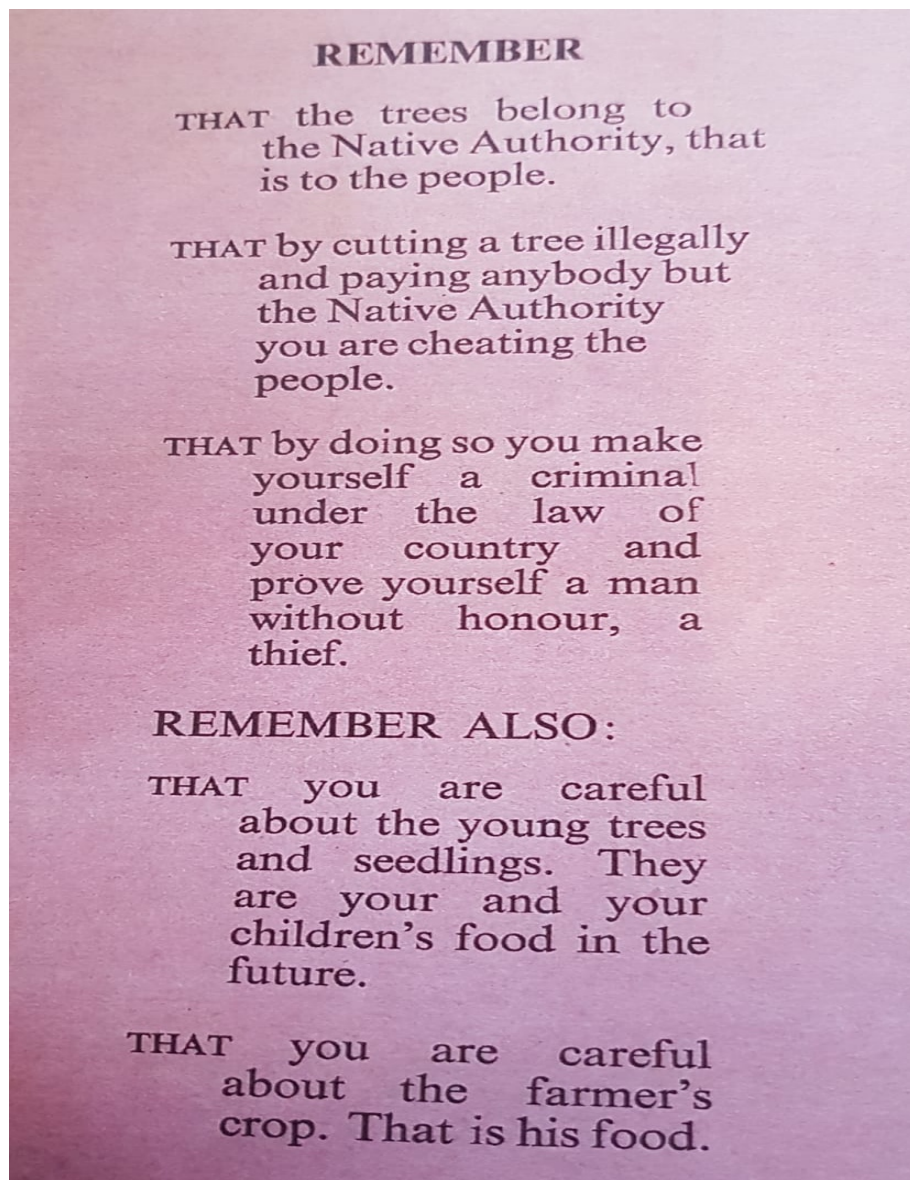 REMEMBER
THAT the trees belong to
the Native Authority, that
is to the people.
THAT by cutting a tree illegally
and paying anybody but
the Native Authority
you are cheating the
people.
THAT by doing so you make
yourself a criminal
under the law of
your country and
prove yourself a man
without honour, a
thief.
REMEMBER ALSO:
THAT you are careful
about the young trees
and seedlings. They
are your and your
children's food in the
future.
THAT you are careful
about the farmer's
crop. That is his food.